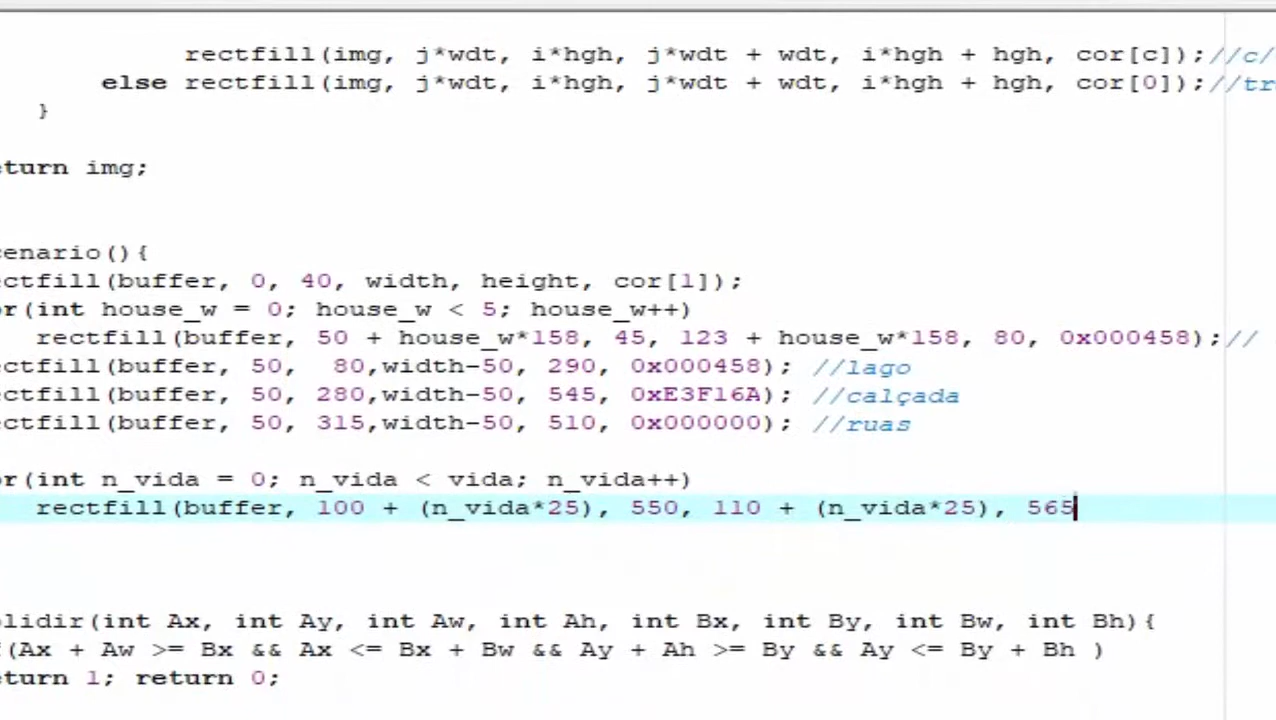 rectfill(img, j*wdt, i*hgh, j*wdt + wdt, i*hgh + hgh, cor[c]);//c/
else rectfill(img, j*wdt, i*hgh, j*wdt + wdt, i*hgh + hgh, cor[0]);//tr
}
eturn img;
cenario(){
ctfill(buffer, 0, 40, width, height, cor[1]);
or(int house_w = 0; house_w < 5; house_w++)
rectfill(buffer, 50 + house_w*158, 45, 123 + house_w*158, 80, 0x000458);//
ctfill(buffer, 50, 80,width-50, 290, 0x000458); //lago
ctfill(buffer, 50, 280,width-50, 545, 0xE3F16A); //calçada
ctfill(buffer, 50, 315,width-50, 510, 0x000000); //ruas
or(int n_vida = 0; n_vida < vida; n_vida++)
rectfill(buffer, 100 + (n_vida*25), 550, 110 + (n_vida*25), 565
lidir(int Ax, int Ay, int Aw, int Ah, int Bx, int By, int Bw, int Bh){
(Ax + Aw >= Bx && Ax <= Bx + Bw && Ay + Ah >= By && Ay <= By + Bh )
eturn 1; return 0;